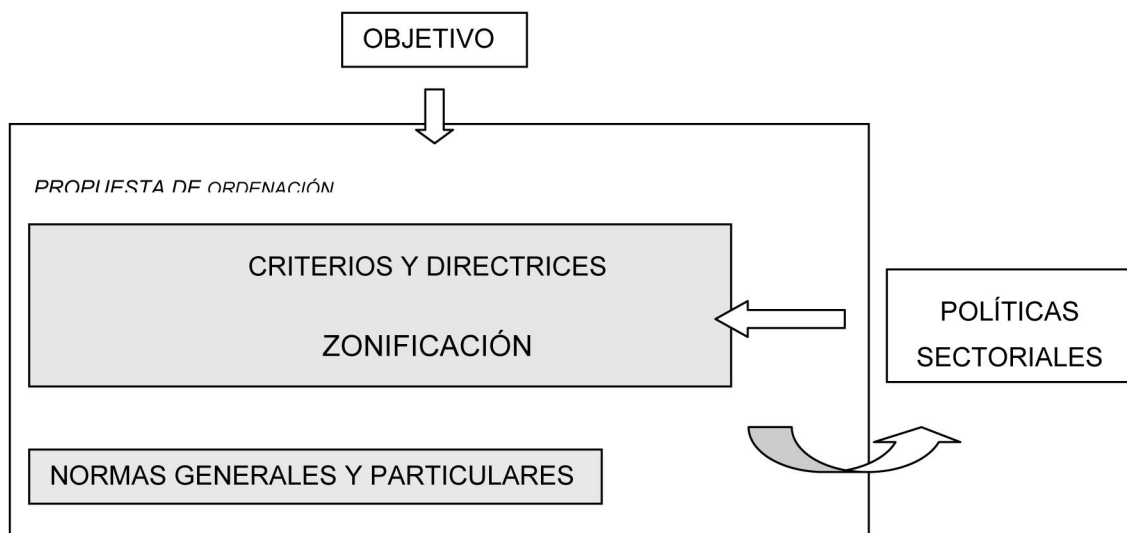 OBJETIVO
PROPUESTA DE ORDENACIÓN
CRITERIOS Y DIRECTRICES
ZONIFICACIÓN
POLÍTICAS
SECTORIALES
NORMAS GENERALES Y PARTICULARES